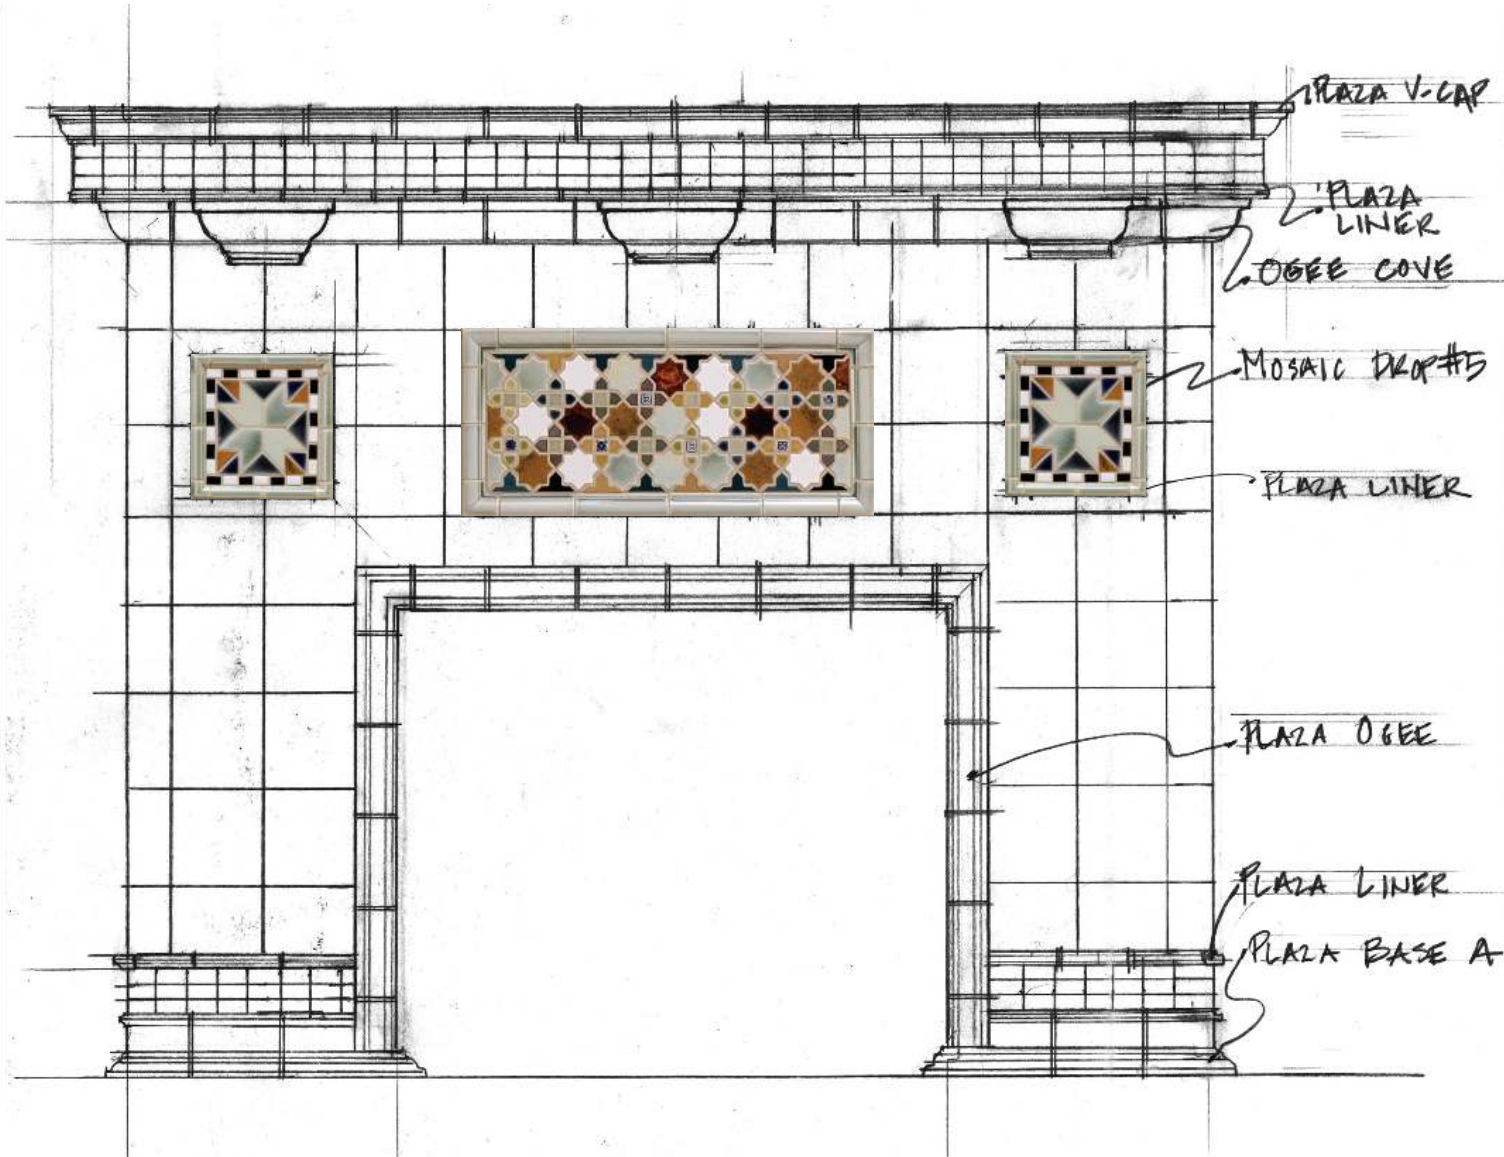 PLAZA V-CAP
PLAZA
LINER
OGEE COVE
MOSAIC DROP #5
PLAZA LINER
PLAZA OGEE
PLAZA LINER
PLAZA BASE A